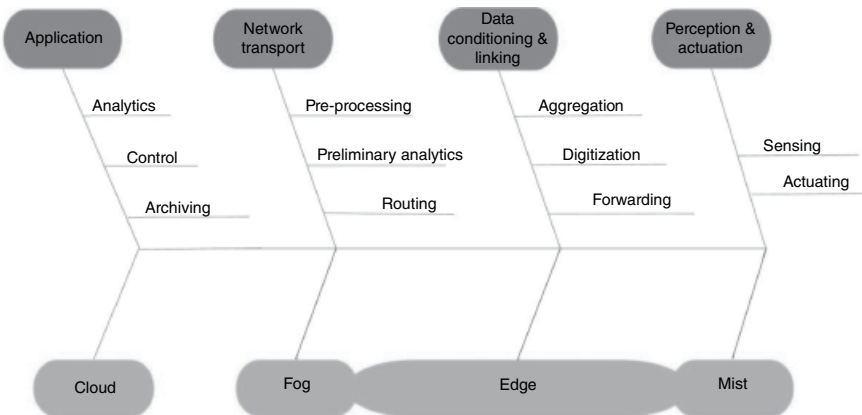 Application
Network
transport
Data
conditioning &
linking
Perception &
actuation
Analytics
Control
Archiving
Pre-processing
Preliminary analytics
Routing
Aggregation
Digitization
Forwarding
Sensing
Actuating
Cloud
Fog
Edge
Mist